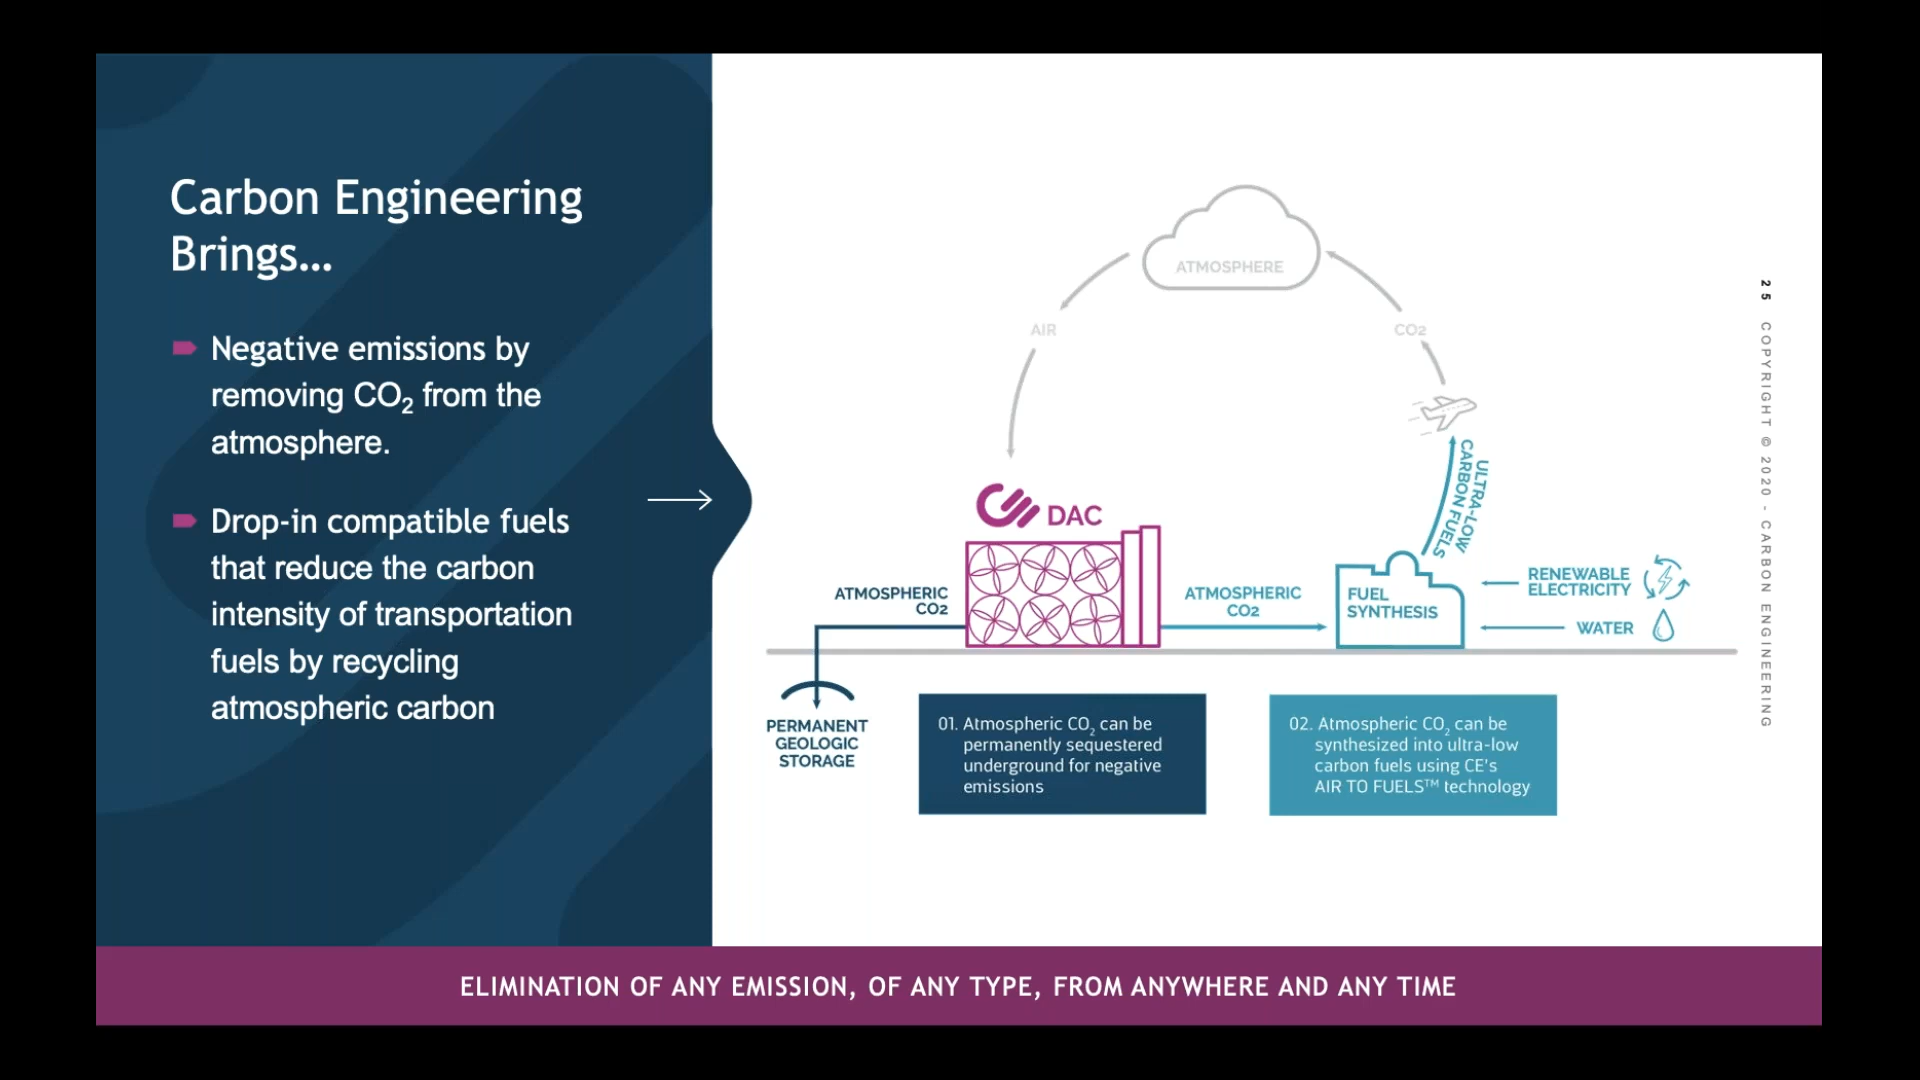 Carbon Engineering
Brings...
Negative emissions by
removing CO₂ from the
atmosphere.
Drop-in compatible fuels
that reduce the carbon
intensity of transportation
fuels by recycling
atmospheric carbon
ATMOSPHERE
AIR
CO2
DAC
ULTRA-LOW
CARBON FUELS
ATMOSPHERIC
CO2
ATMOSPHERIC
CO2
FUEL
SYNTHESIS
RENEWABLE
ELECTRICITY
WATER
PERMANENT
GEOLOGIC
STORAGE
01. Atmospheric CO₂ can be
permanently sequestered
underground for negative
emissions
02. Atmospheric CO₂ can be
synthesized into ultra-low
carbon fuels using CE's
AIR TO FUELS™ technology
25 COPYRIGHT © 2020 - CARBON ENGINEERING
ELIMINATION OF ANY EMISSION, OF ANY TYPE, FROM ANYWHERE AND ANY TIME